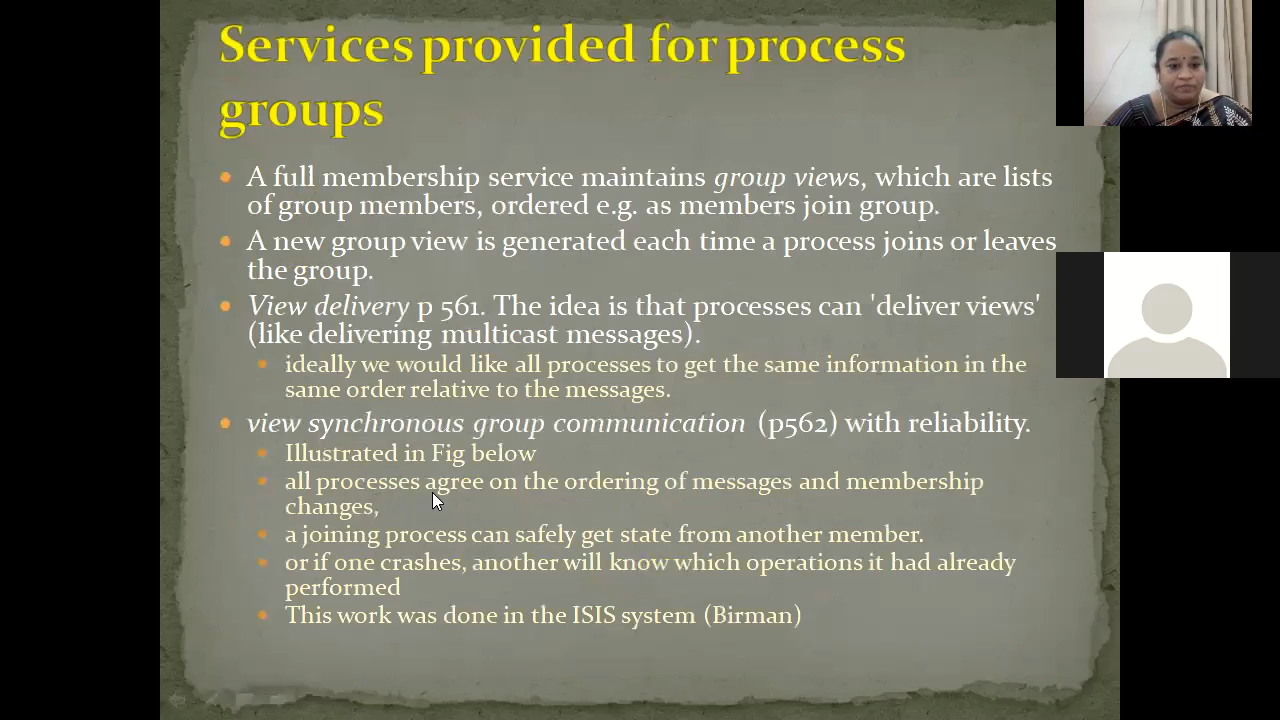 Services provided for process
groups
A full membership service maintains group views, which are lists
of group members, ordered e.g. as members join group.
A new group view is generated each time a process joins or leaves
the group.
View delivery p 561. The idea is that processes can 'deliver views'
(like delivering multicast messages).
ideally we would like all processes to get the same information in the
same order relative to the messages.
view synchronous group communication (p562) with reliability.
Illustrated in Fig below
all processes agree on the ordering of messages and membership
changes,
a joining process can safely get state from another member.
or if one crashes, another will know which operations it had already
performed
This work was done in the ISIS system (Birman)